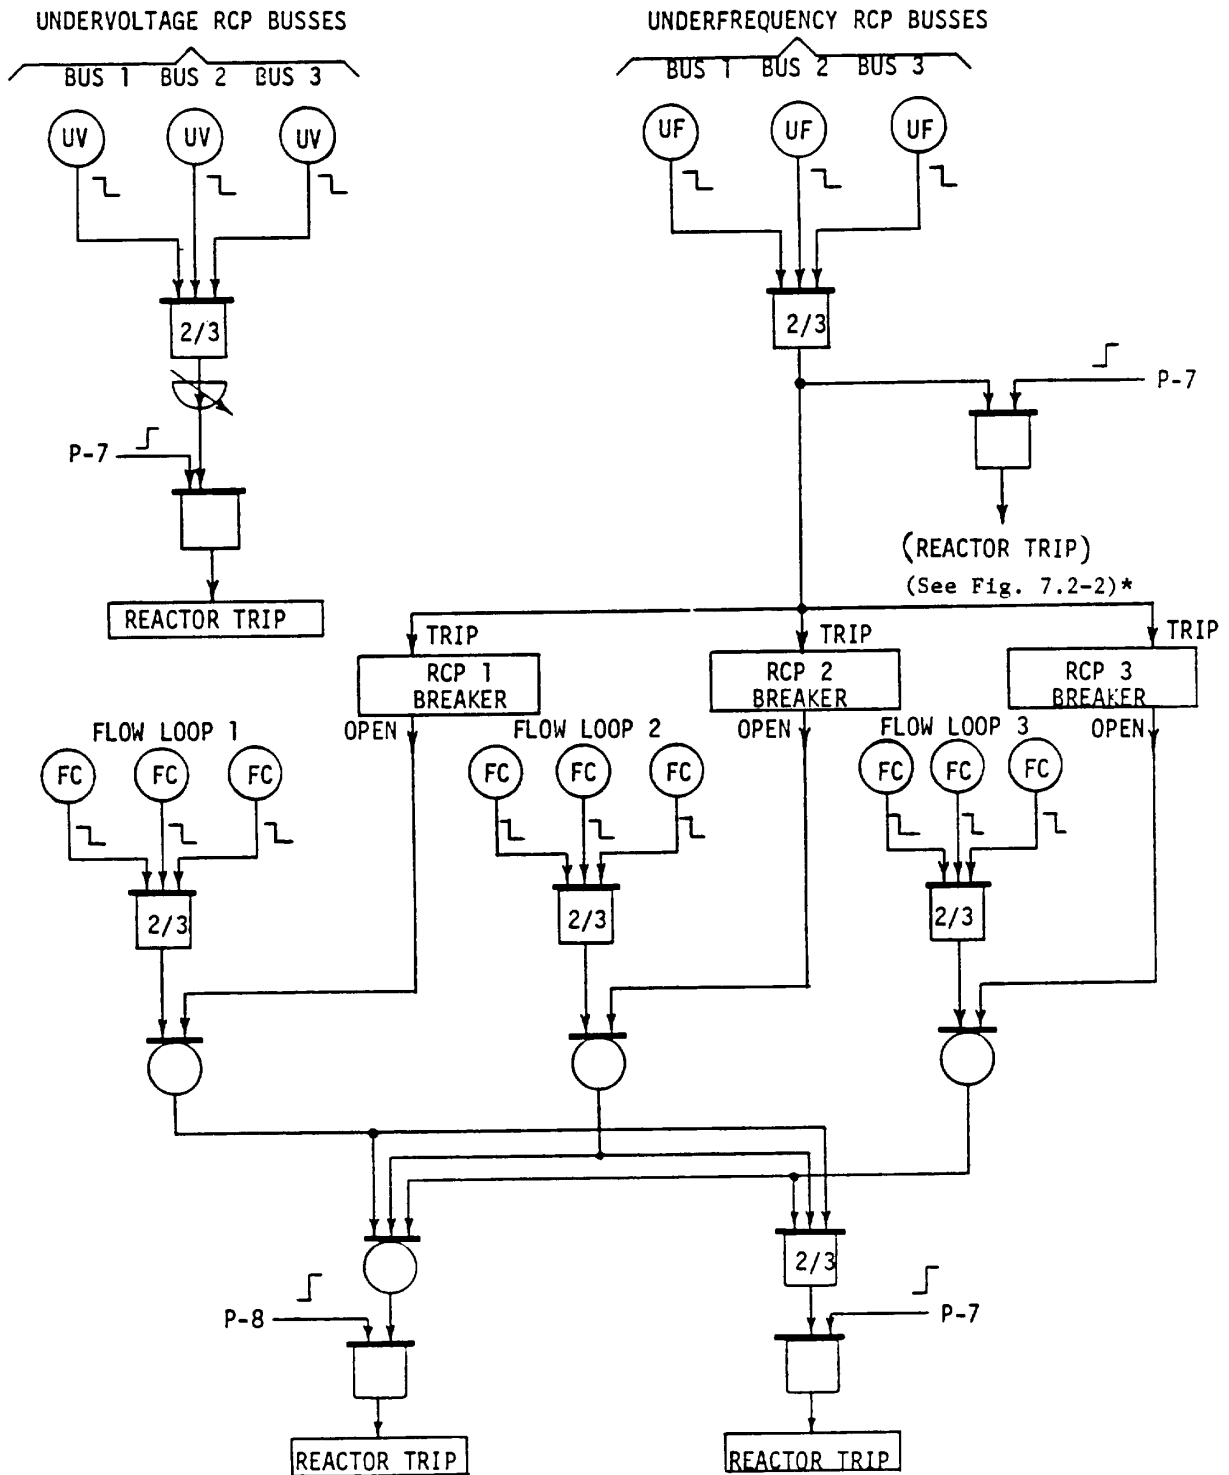 UNDERVOLTAGE RCP BUSSES
BUS 1 BUS 2 BUS 3
UV UV UV
2/3
P-7
REACTOR TRIP
UNDERFREQUENCY RCP BUSSES
BUS 1 BUS 2 BUS 3
UF UF UF
2/3
P-7
(REACTOR TRIP)
(See Fig. 7.2-2)*
TRIP TRIP TRIP
RCP 1
BREAKER
RCP 2
BREAKER
RCP 3
BREAKER
OPEN OPEN OPEN
FLOW LOOP 1
FC FC FC
2/3
FLOW LOOP 2
FC FC FC
2/3
FLOW LOOP 3
FC FC FC
2/3
P-8
REACTOR TRIP
2/3
P-7
REACTOR TRIP